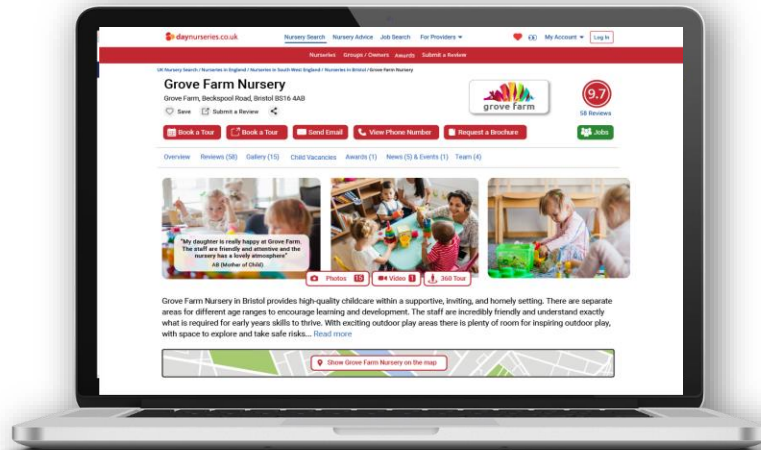 daynurseries.co.uk
Nursery Search Nursery Advice Job Search For Providers My Account Log In
Nurseries Groups / Owners Awards Submit a Review
UK Nursery Search / Nurseries in England / Nurseries in South West England / Nurseries in Bristol / Grove Farm Nursery
Grove Farm Nursery
Grove Farm, Beckspool Road, Bristol BS16 4AB
Save Submit a Review
grove farm
9.7
58 Reviews
Book a Tour Book a Tour Send Email View Phone Number Request a Brochure Jobs
Overview Reviews (58) Gallery (15) Child Vacancies Awards (1) News (5) & Events (1) Team (4)
"My daughter is really happy at Grove Farm.
The staff are friendly and attentive and the
nursery has a lovely atmosphere"
AB (Mother of Child)
Photos 15 Video 1 360 Tour
Grove Farm Nursery in Bristol provides high-quality childcare within a supportive, inviting, and homely setting. There are separate
areas for different age ranges to encourage learning and development. The staff are incredibly friendly and understand exactly
what is required for early years skills to thrive. With exciting outdoor play areas there is plenty of room for inspiring outdoor play,
with space to explore and take safe risks... Read more
Show Grove Farm Nursery on the map